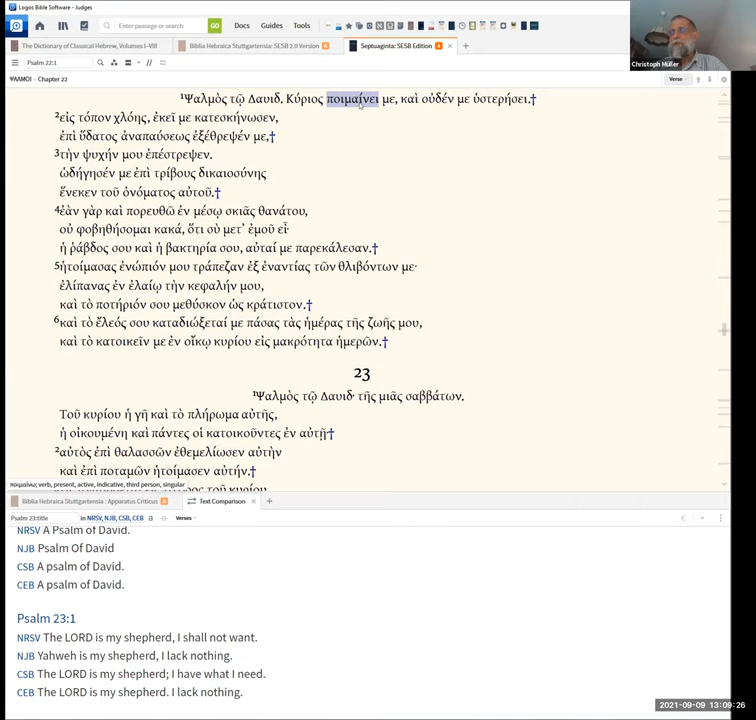 Logos Bible Software - Judges
Enter passage or search
GO
Docs Guides Tools
The Dictionary of Classical Hebrew, Volumes I-VIII
Biblia Hebraica Stuttgartensia: SESB 2.0 Version A
Septuaginta: SESB Edition A
Christoph Müller
Psalm 22:1
Verse
ΨΑΛΜΟΙ · Chapter 22
¹Ψαλμὸς τῷ Δαυιδ. Κύριος ποιμαίνει με, καὶ οὐδέν με ὑστερήσει.†
²εἰς τόπον χλόης, ἐκεῖ με κατεσκήνωσεν,
ἐπὶ ὕδατος ἀναπαύσεως ἐξέθρεψέν με,†
³τὴν ψυχήν μου ἐπέστρεψεν.
ὡδήγησέν με ἐπὶ τρίβους δικαιοσύνης
ἕνεκεν τοῦ ὀνόματος αὐτοῦ.†
⁴ἐὰν γὰρ καὶ πορευθῶ ἐν μέσῳ σκιᾶς θανάτου,
οὐ φοβηθήσομαι κακά, ὅτι σὺ μετ᾽ ἐμοῦ εἶ·
ἡ ῥάβδος σου καὶ ἡ βακτηρία σου, αὐταί με παρεκάλεσαν.†
⁵ἡτοίμασας ἐνώπιόν μου τράπεζαν ἐξ ἐναντίας τῶν θλιβόντων με·
ἐλίπανας ἐν ἐλαίῳ τὴν κεφαλήν μου,
καὶ τὸ ποτήριόν σου μεθύσκον ὡς κράτιστον.†
⁶καὶ τὸ ἔλεός σου καταδιώξεταί με πάσας τὰς ἡμέρας τῆς ζωῆς μου,
καὶ τὸ κατοικεῖν με ἐν οἴκῳ κυρίου εἰς μακρότητα ἡμερῶν.†
23
¹Ψαλμὸς τῷ Δαυιδ· τῆς μιᾶς σαββάτων.
Τοῦ κυρίου ἡ γῆ καὶ τὸ πλήρωμα αὐτῆς,
ἡ οἰκουμένη καὶ πάντες οἱ κατοικοῦντες ἐν αὐτῇ†
²αὐτὸς ἐπὶ θαλασσῶν ἐθεμελίωσεν αὐτὴν
καὶ ἐπὶ ποταμῶν ἡτοίμασεν αὐτήν.†
ποιμαίνω; verb, present, active, indicative, third person, singular
Biblia Hebraica Stuttgartensia : Apparatus Criticus A
Text Comparison
Psalm 23:title in NRSV, NJB, CSB, CEB a Verses
NRSV A Psalm of David.
NJB Psalm Of David
CSB A psalm of David.
CEB A psalm of David.
Psalm 23:1
NRSV The LORD is my shepherd, I shall not want.
NJB Yahweh is my shepherd, I lack nothing.
CSB The LORD is my shepherd; I have what I need.
CEB The LORD is my shepherd. I lack nothing.
2021-09-09 13:09:26